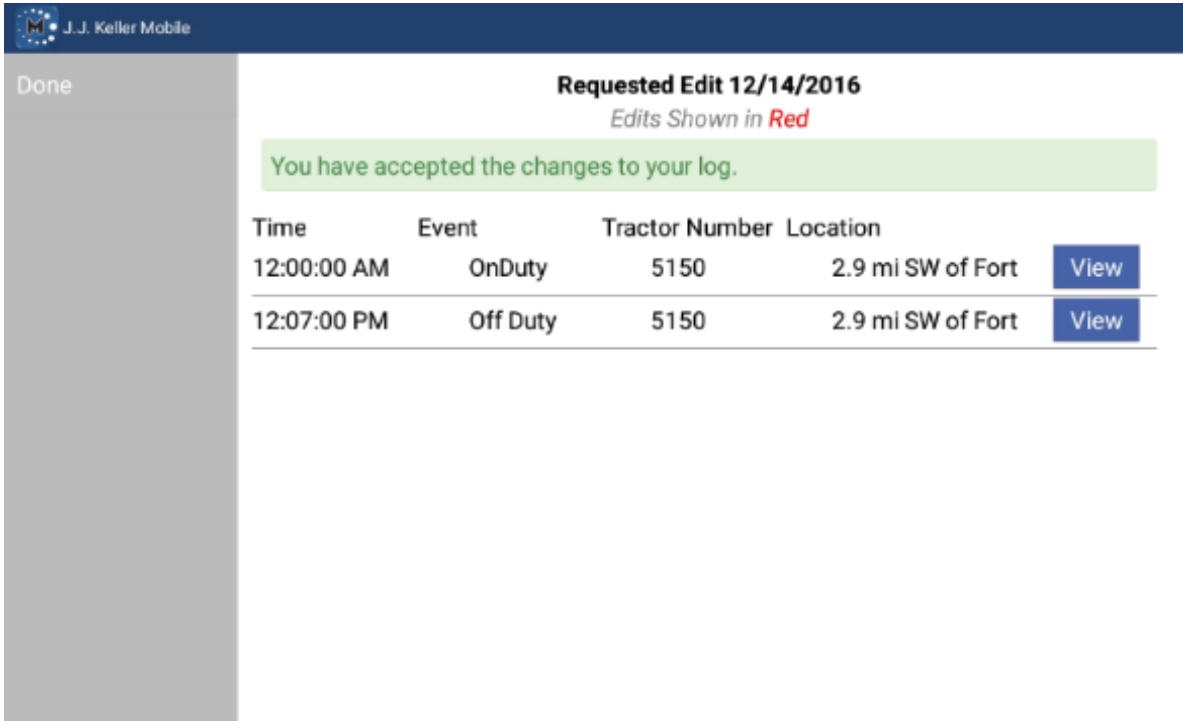 M J.J. Keller Mobile
Done
Requested Edit 12/14/2016
Edits Shown in Red
You have accepted the changes to your log.
Time Event Tractor Number Location
12:00:00 AM OnDuty 5150 2.9 mi SW of Fort View
12:07:00 PM Off Duty 5150 2.9 mi SW of Fort View